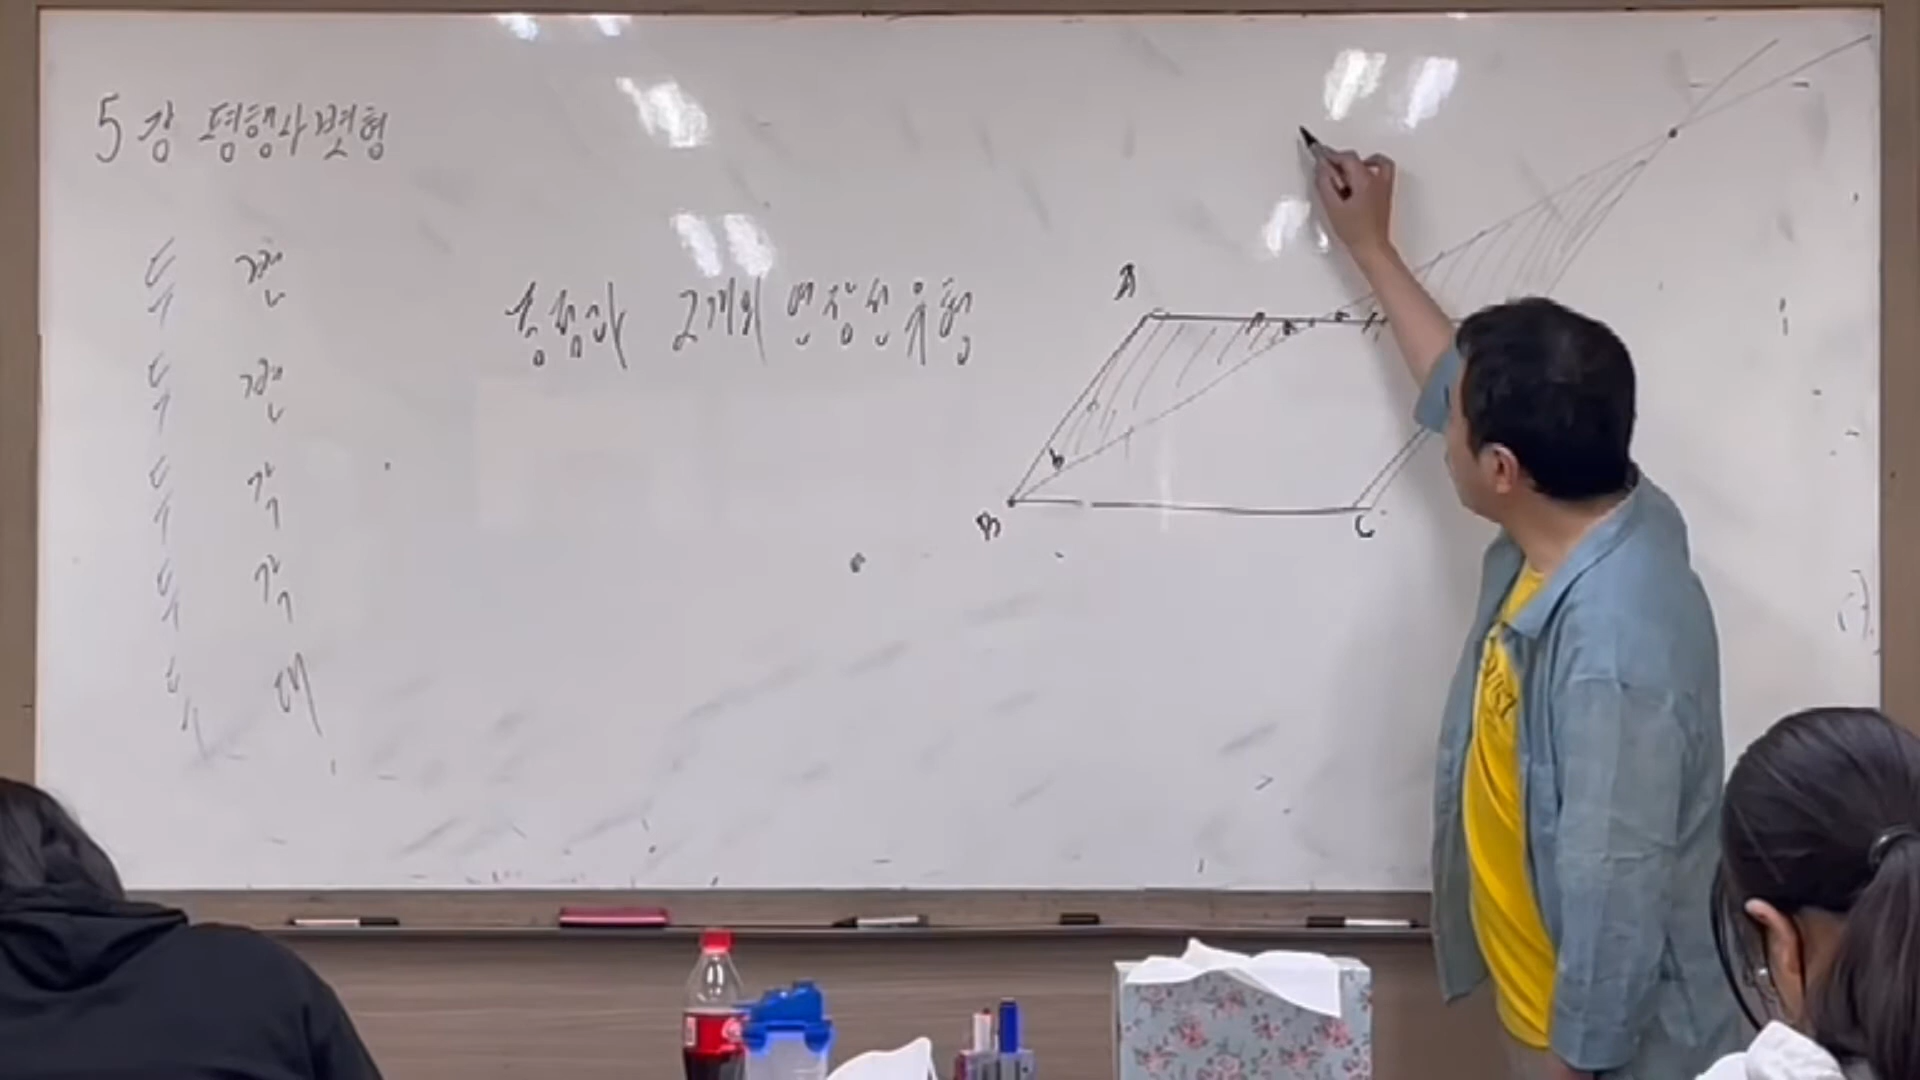 5강 평행사변형
두 변
두 변
두 각
두 각
두 대
중점과 2개의 연장선 유형
A
B
C